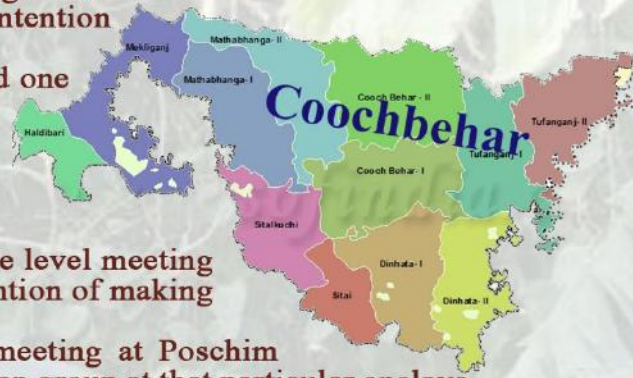 ntention
d one
e level meeting
ntion of making
meeting at Poschim
Coochbehar
Haldibari
Mekliganj
Mathabhanga- I
Mathabhanga- II
Cooch Behar - II
Cooch Behar- I
Tufanganj- I
Tufanganj- II
Sitalkuchi
Sitai
Dinhata- I
Dinhata- II